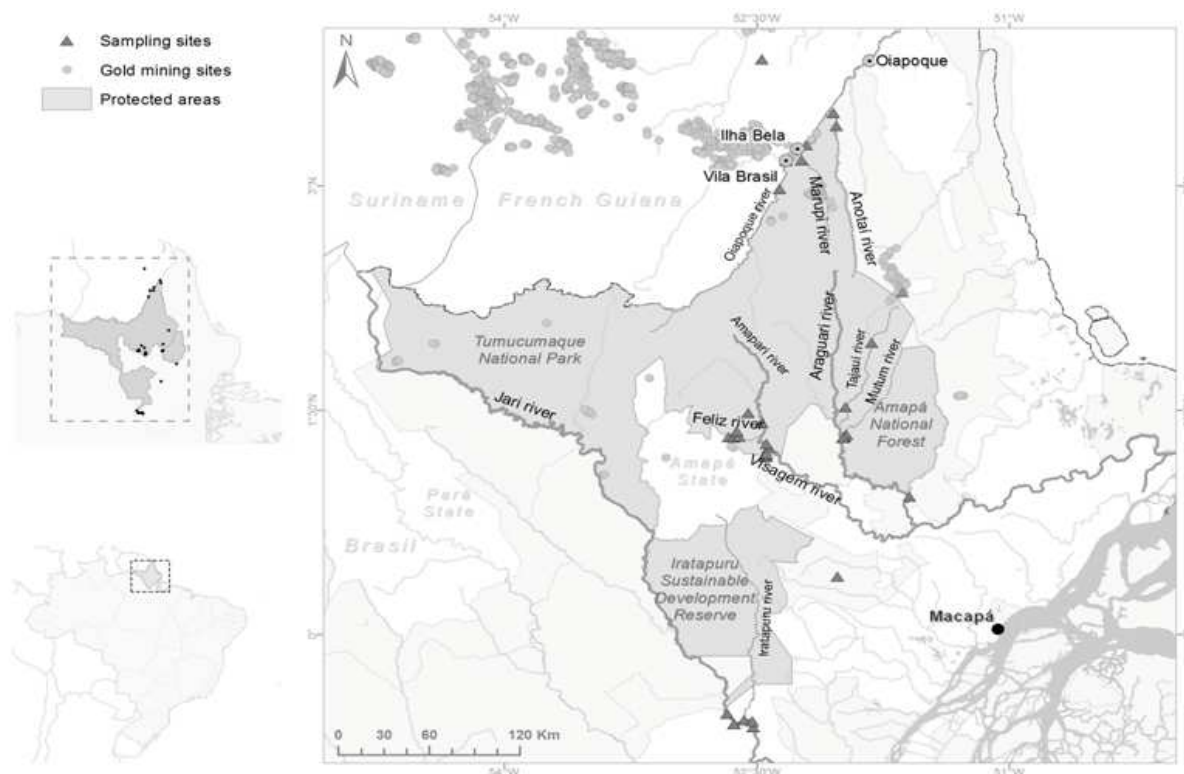 Sampling sites
Gold mining sites
Protected areas
54°W
52°30'W
51°W
N
Oiapoque
Ilha Bela
Vila Brasil
3°N
Suriname
French Guiana
Oiapoque river
Marupi river
Anotaí river
Tumucumaque
National Park
Amapari river
Araguari river
Tajauí river
Mutum river
Jari river
Feliz river
Amapá
National
Forest
Amapá
State
Visagem river
Pará
State
Brasil
Iratapuru
Sustainable
Development
Reserve
Iratapuru river
Macapá
0 30 60 120 Km
54°W
51°W